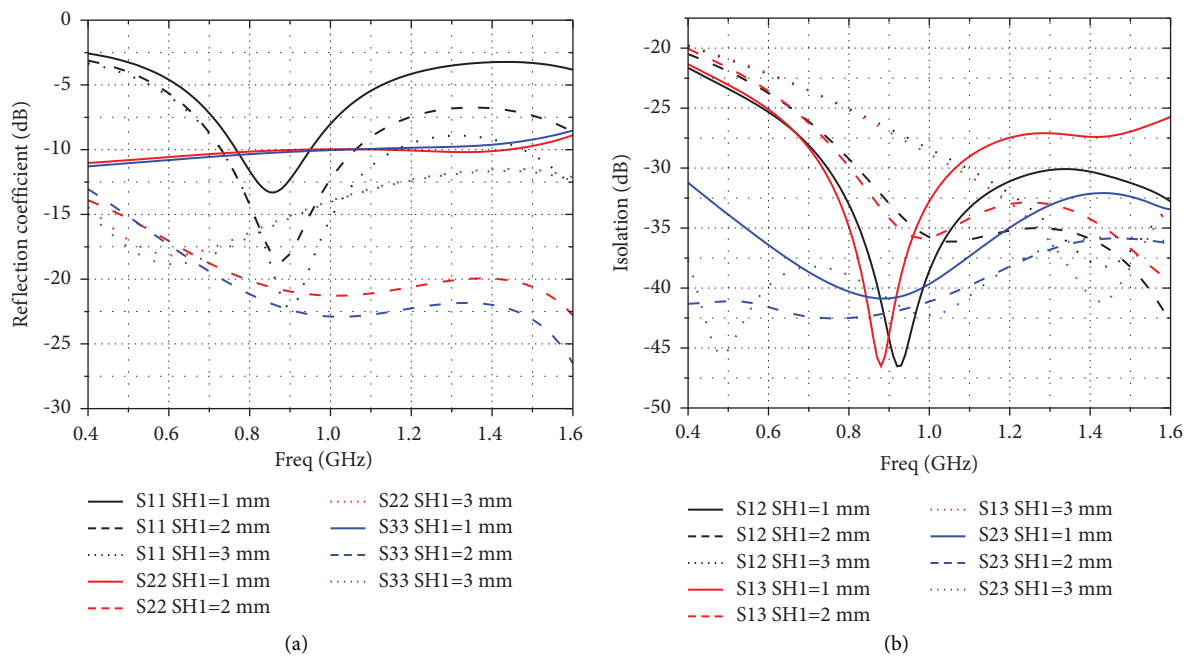 0
-5
-10
-15
-20
-25
-30
Reflection coefficient (dB)
0.4 0.6 0.8 1.0 1.2 1.4 1.6
Freq (GHz)
S11 SH1=1 mm
S11 SH1=2 mm
S11 SH1=3 mm
S22 SH1=1 mm
S22 SH1=2 mm
S22 SH1=3 mm
S33 SH1=1 mm
S33 SH1=2 mm
S33 SH1=3 mm
(a)
-20
-25
-30
-35
-40
-45
-50
Isolation (dB)
0.4 0.6 0.8 1.0 1.2 1.4 1.6
Freq (GHz)
S12 SH1=1 mm
S12 SH1=2 mm
S12 SH1=3 mm
S13 SH1=1 mm
S13 SH1=2 mm
S13 SH1=3 mm
S23 SH1=1 mm
S23 SH1=2 mm
S23 SH1=3 mm
(b)